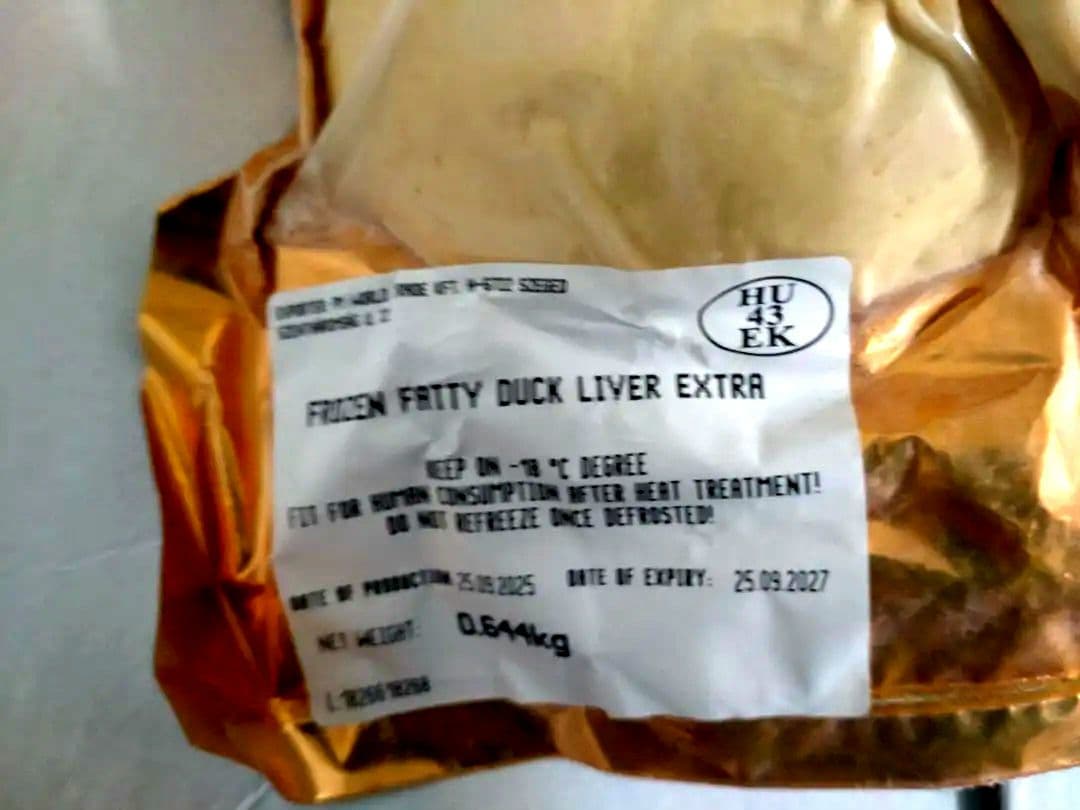 HU
43
EK
H-6722 SZEGED
FROZEN FATTY DUCK LIVER EXTRA
KEEP ON -18 °C DEGREE
FIT FOR HUMAN CONSUMPTION AFTER HEAT TREATMENT!
DO NOT REFREEZE ONCE DEFROSTED!
DATE OF PRODUCTION 25.09.2025 DATE OF EXPIRY: 25.09.2027
NET WEIGHT: 0.644kg